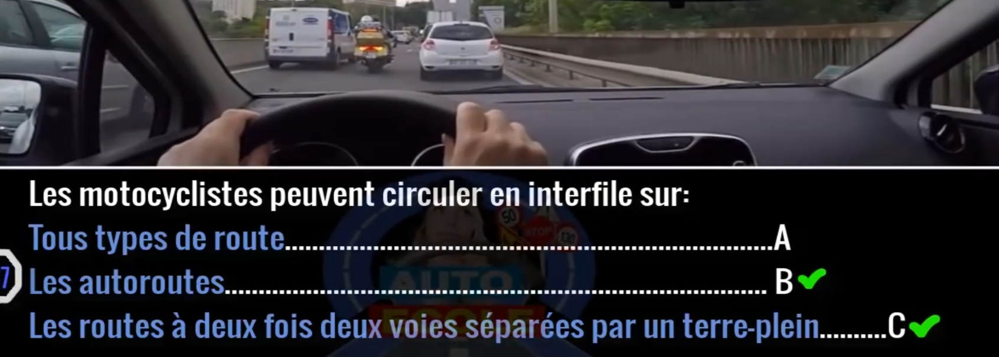 Les motocyclistes peuvent circuler en interfile sur:
Tous types de route.......................................................................A
Les autoroutes............................................................................... B
7
Les routes à deux fois deux voies séparées par un terre-plein..........C
50
STOP
130
AUTO
ECOLE